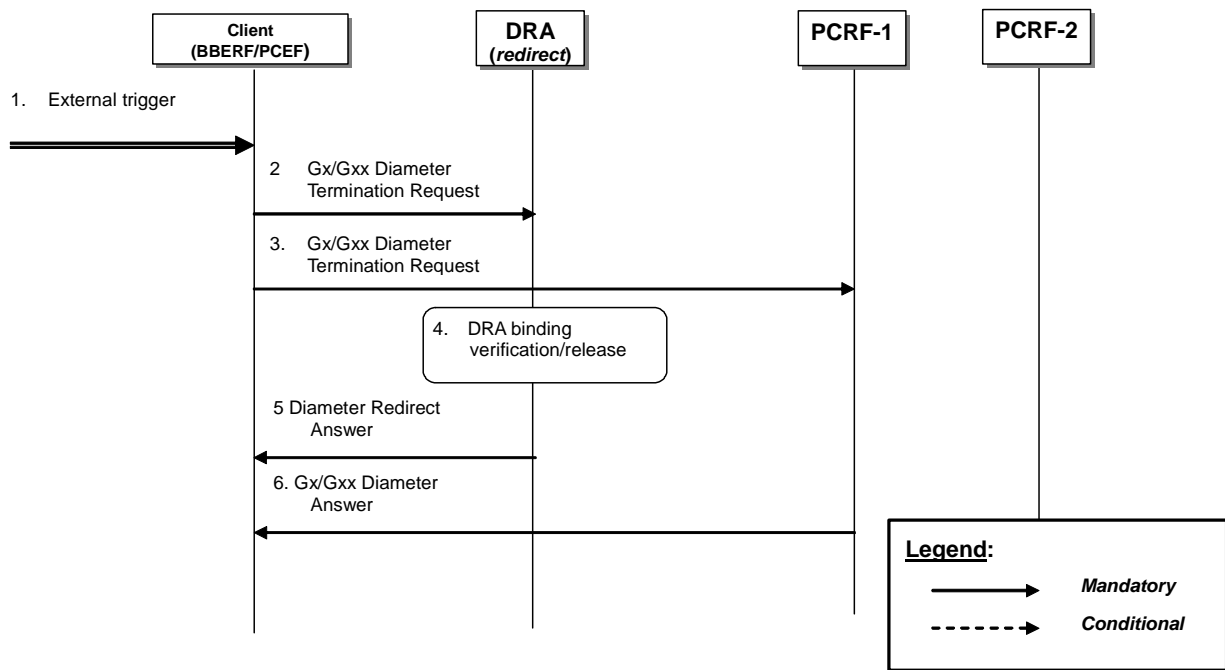 Client
(BBERF/PCEF)
DRA
(redirect)
PCRF-1
PCRF-2
1. External trigger
2 Gx/Gxx Diameter
Termination Request
3. Gx/Gxx Diameter
Termination Request
4. DRA binding
verification/release
5 Diameter Redirect
Answer
6. Gx/Gxx Diameter
Answer
Legend:
Mandatory
Conditional